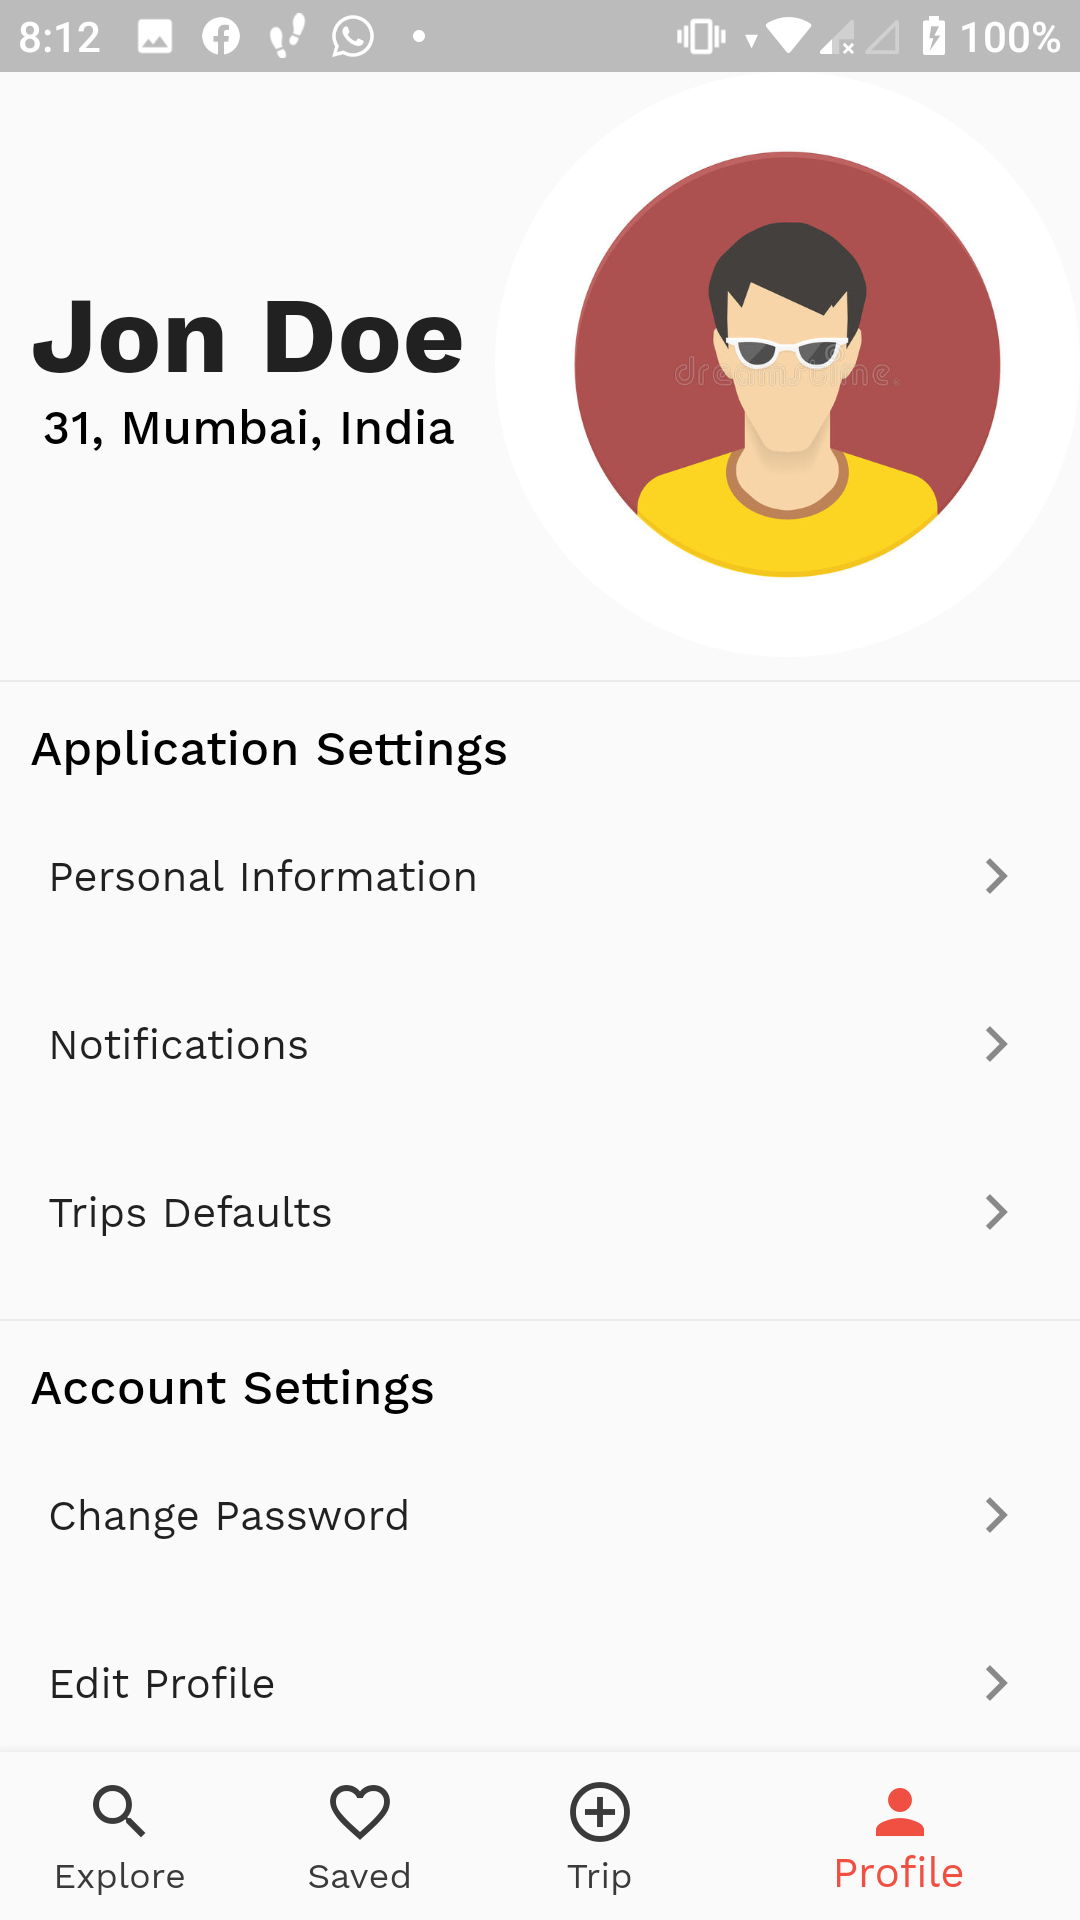 8:12 100%
Jon Doe
31, Mumbai, India
dreamstime.
Application Settings
Personal Information
Notifications
Trips Defaults
Account Settings
Change Password
Edit Profile
Explore Saved Trip Profile